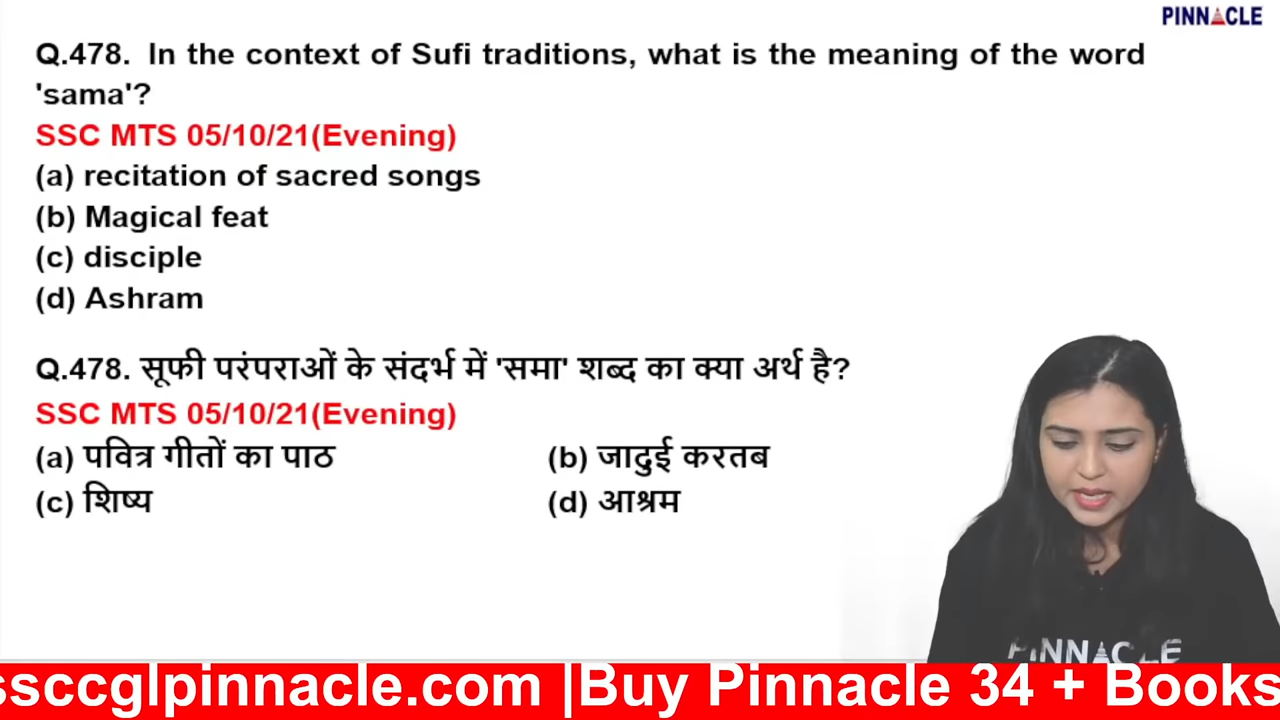 PINNACLE
Q.478. In the context of Sufi traditions, what is the meaning of the word
'sama'?
SSC MTS 05/10/21(Evening)
(a) recitation of sacred songs
(b) Magical feat
(c) disciple
(d) Ashram
Q.478. सूफी परंपराओं के संदर्भ में 'समा' शब्द का क्या अर्थ है?
SSC MTS 05/10/21(Evening)
(a) पवित्र गीतों का पाठ (b) जादुई करतब
(c) शिष्य (d) आश्रम
PINNACLE
ssccglpinnacle.com |Buy Pinnacle 34 + Books